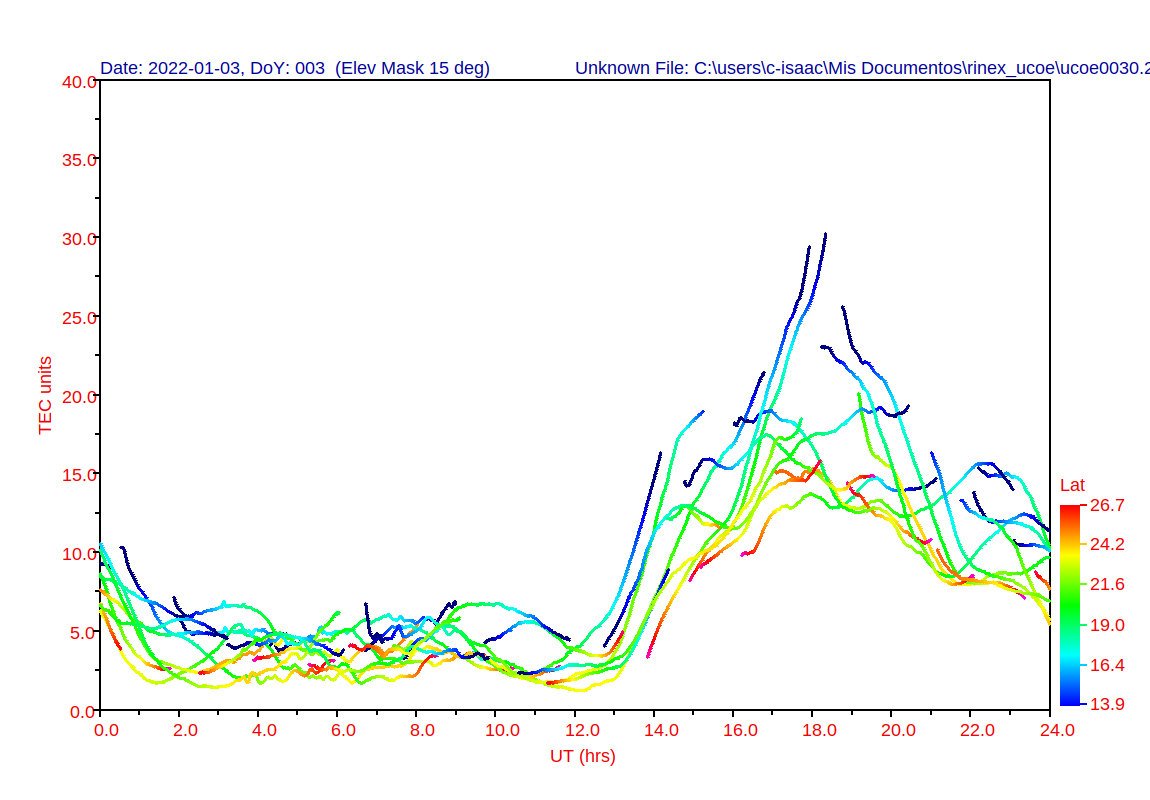 Date: 2022-01-03, DoY: 003  (Elev Mask 15 deg)
Unknown File: C:\users\c-isaac\Mis Documentos\rinex_ucoe\ucoe0030.2
40.0
35.0
30.0
25.0
20.0
15.0
10.0
5.0
0.0
TEC units
0.0 2.0 4.0 6.0 8.0 10.0 12.0 14.0 16.0 18.0 20.0 22.0 24.0
UT (hrs)
Lat
26.7
24.2
21.6
19.0
16.4
13.9